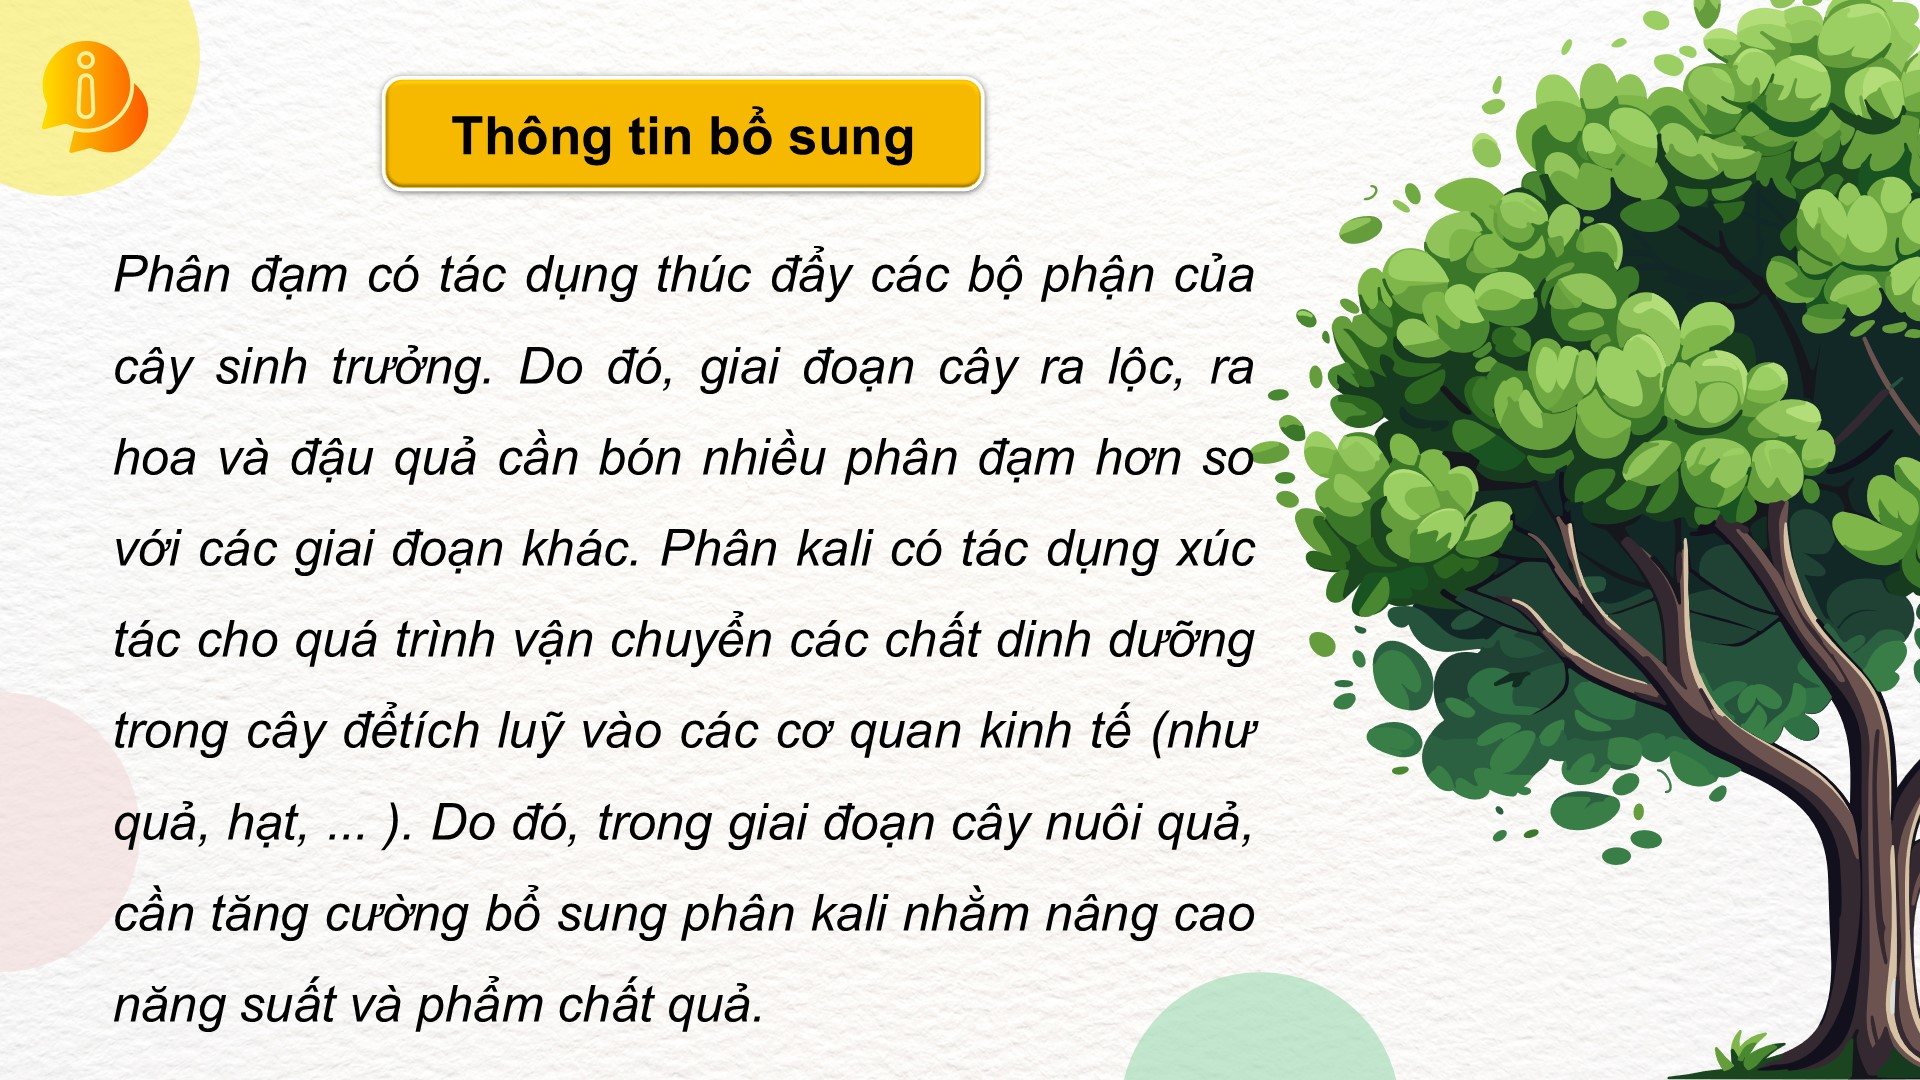 Thông tin bổ sung
Phân đạm có tác dụng thúc đẩy các bộ phận của
cây sinh trưởng. Do đó, giai đoạn cây ra lộc, ra
hoa và đậu quả cần bón nhiều phân đạm hơn so
với các giai đoạn khác. Phân kali có tác dụng xúc
tác cho quá trình vận chuyển các chất dinh dưỡng
trong cây đểtích luỹ vào các cơ quan kinh tế (như
quả, hạt, ... ). Do đó, trong giai đoạn cây nuôi quả,
cần tăng cường bổ sung phân kali nhằm nâng cao
năng suất và phẩm chất quả.